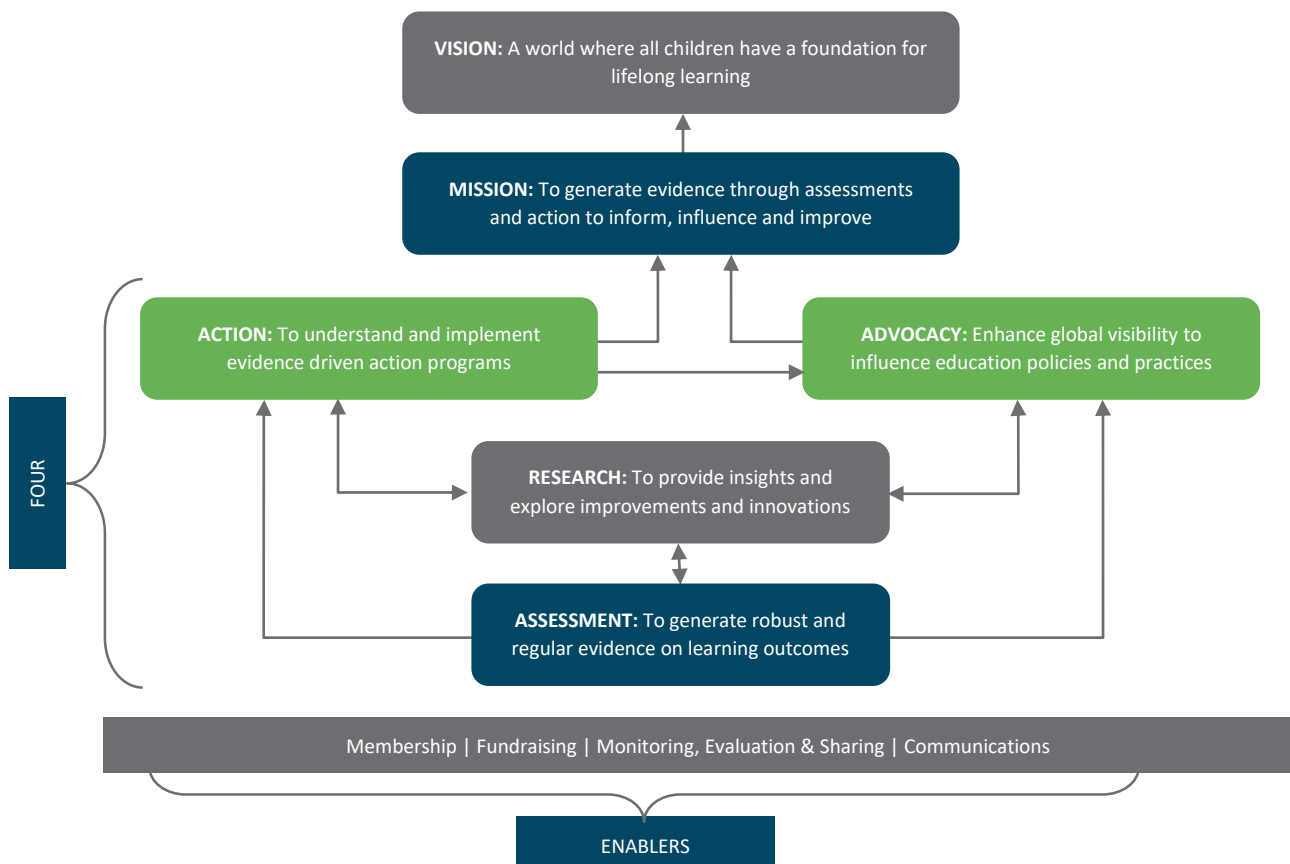 VISION: A world where all children have a foundation for
lifelong learning
MISSION: To generate evidence through assessments
and action to inform, influence and improve
ACTION: To understand and implement
evidence driven action programs
ADVOCACY: Enhance global visibility to
influence education policies and practices
FOUR
RESEARCH: To provide insights and
explore improvements and innovations
ASSESSMENT: To generate robust and
regular evidence on learning outcomes
Membership | Fundraising | Monitoring, Evaluation & Sharing | Communications
ENABLERS